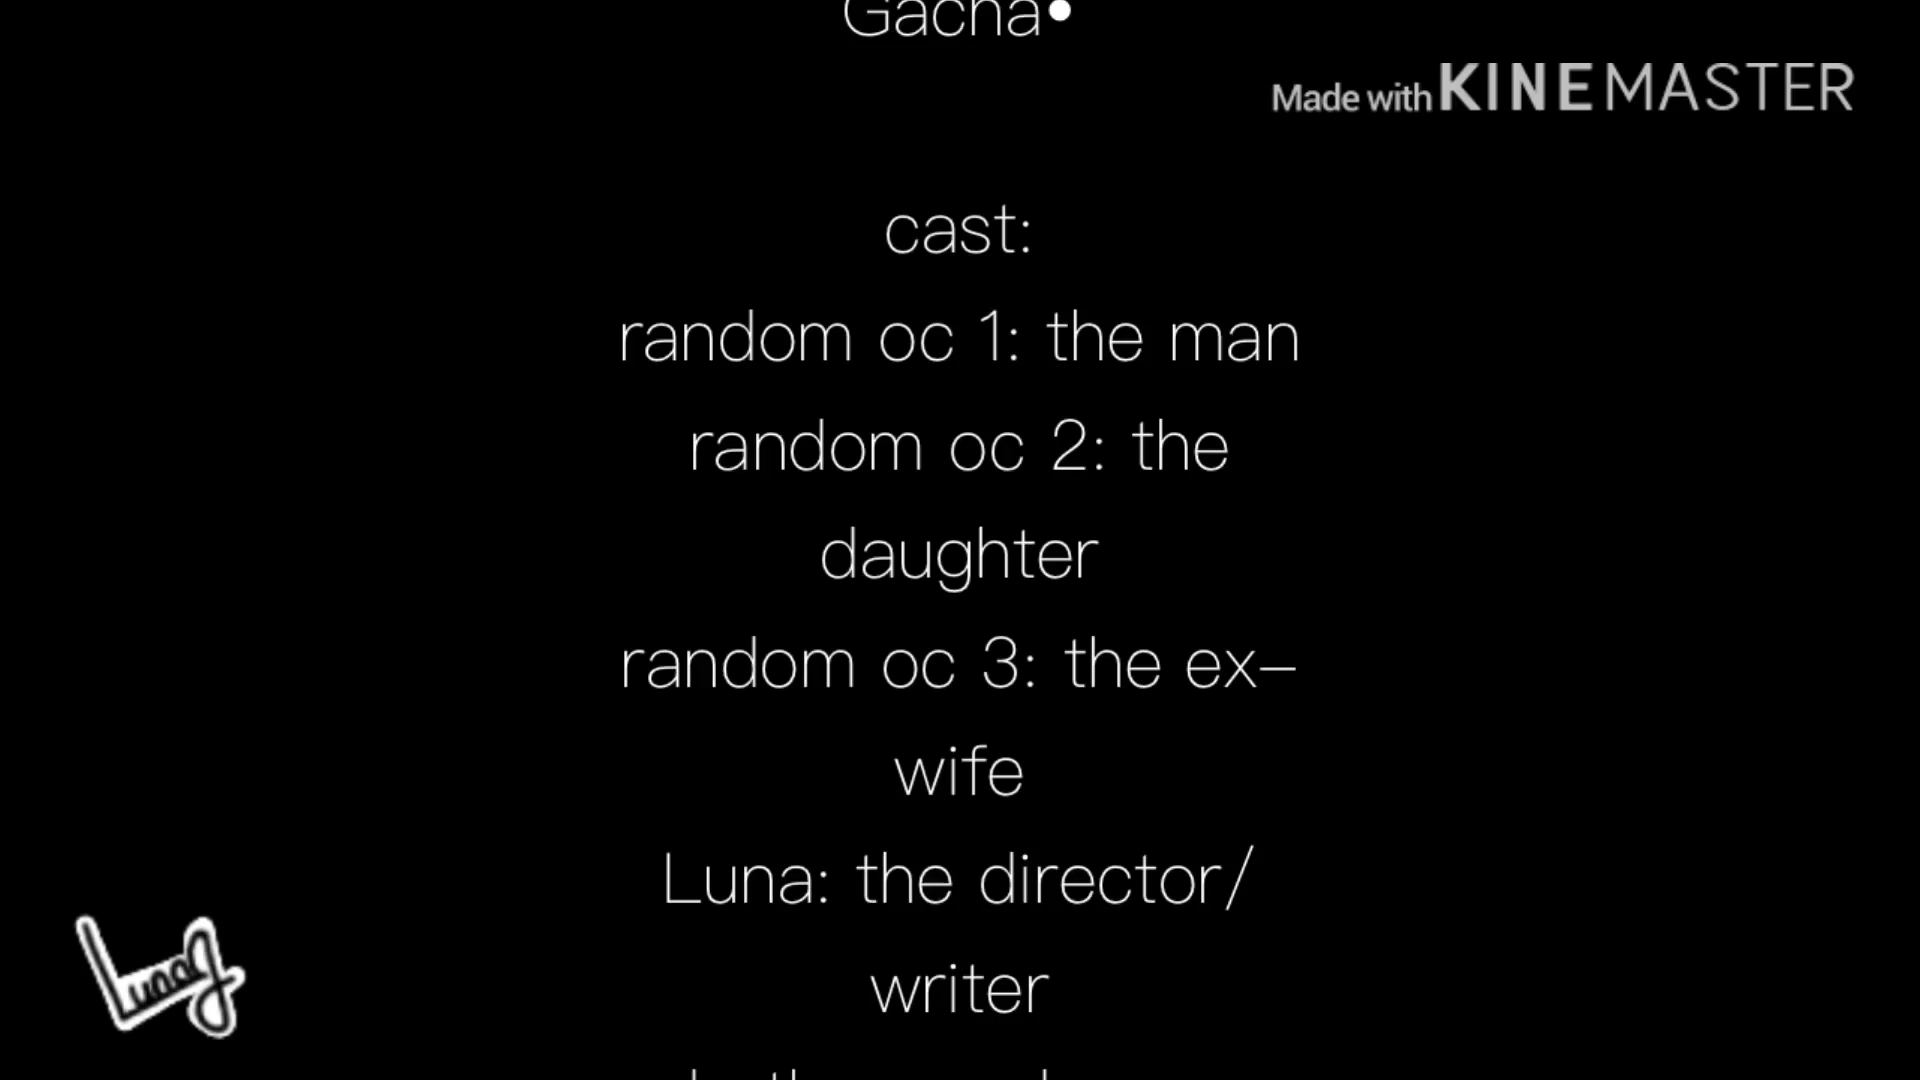 Gacha•
Made with KINEMASTER
cast:
random oc 1: the man
random oc 2: the
daughter
random oc 3: the ex–
wife
Luna: the director/
writer